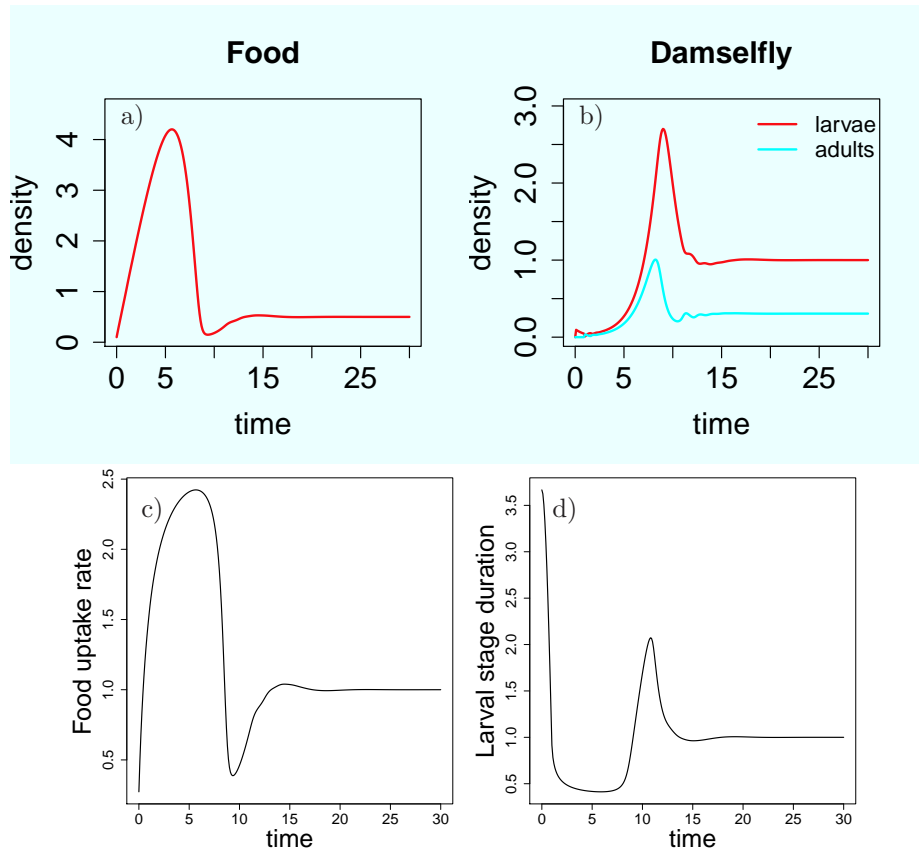 Food
Damselfly
a)
density
0 1 2 3 4
0 5 15 25
time
b)
larvae
adults
density
0.0 1.0 2.0 3.0
0 5 15 25
time
c)
Food uptake rate
0.5 1.0 1.5 2.0 2.5
0 5 10 15 20 25 30
time
d)
Larval stage duration
0.5 1.0 1.5 2.0 2.5 3.0 3.5
0 5 10 15 20 25 30
time